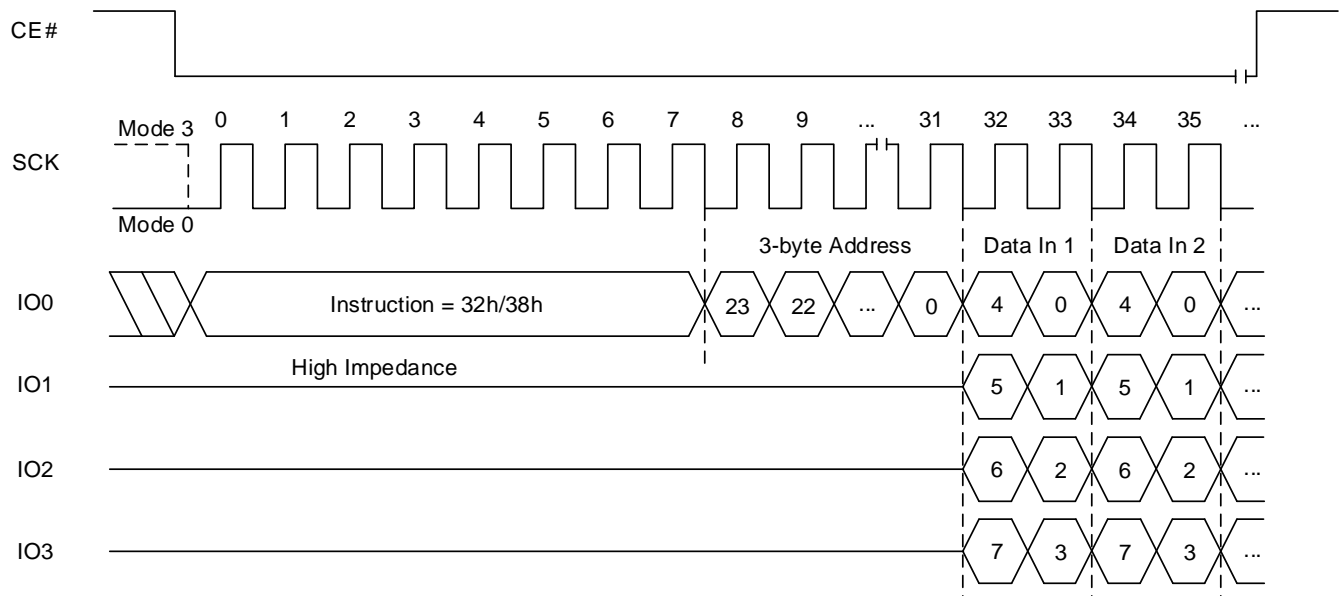 CE#
Mode 3 0 1 2 3 4 5 6 7 8 9 ... 31 32 33 34 35 ...
SCK
Mode 0
3-byte Address Data In 1 Data In 2
IO0 Instruction = 32h/38h 23 22 ... 0 4 0 4 0 ...
High Impedance
IO1 5 1 5 1 ...
IO2 6 2 6 2 ...
IO3 7 3 7 3 ...